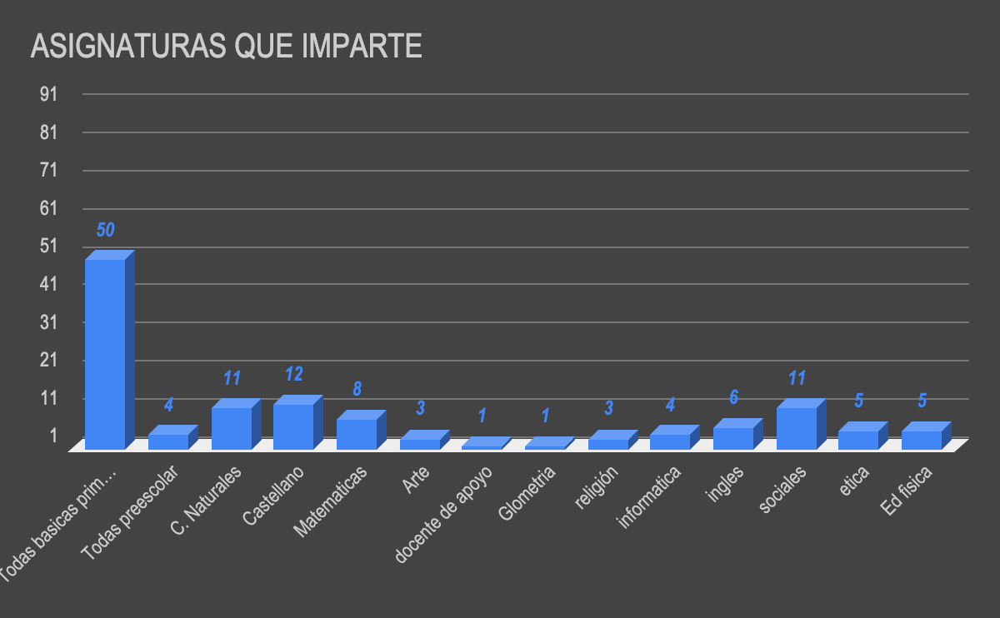 ASIGNATURAS QUE IMPARTE
91
81
71
61
51
41
31
21
11
1
50
4
11
12
8
3
1
1
3
4
6
11
5
5
Todas basicas prim…
Todas preescolar
C. Naturales
Castellano
Matematicas
Arte
docente de apoyo
Glometria
religión
informatica
ingles
sociales
etica
Ed fisica